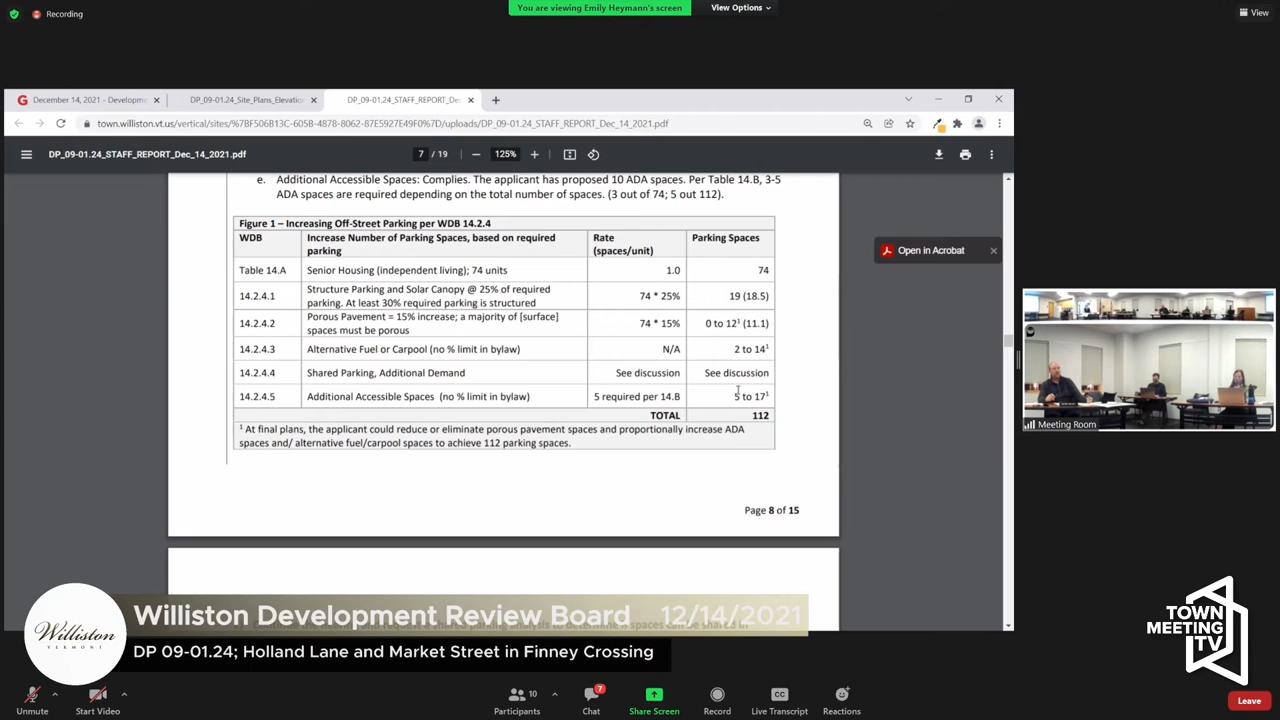 Recording
You are viewing Emily Heymann's screen
View Options
View
December 14, 2021 - Developme
DP_09-01.24_Site_Plans_Elevation
DP_09-01.24_STAFF_REPORT_De
town.williston.vt.us/vertical/sites/%7BF506B13C-605B-4878-8062-87E5927E49F0%7D/uploads/DP_09-01.24_STAFF_REPORT_Dec_14_2021.pdf
DP_09-01.24_STAFF_REPORT_Dec_14_2021.pdf
7 / 19
125%
e. Additional Accessible Spaces: Complies. The applicant has proposed 10 ADA spaces. Per Table 14.B, 3-5
ADA spaces are required depending on the total number of spaces. (3 out of 74; 5 out 112).
Figure 1 – Increasing Off-Street Parking per WDB 14.2.4
WDB Increase Number of Parking Spaces, based on required parking Rate (spaces/unit) Parking Spaces
Table 14.A Senior Housing (independent living); 74 units 1.0 74
14.2.4.1 Structure Parking and Solar Canopy @ 25% of required parking. At least 30% required parking is structured 74 * 25% 19 (18.5)
14.2.4.2 Porous Pavement = 15% increase; a majority of [surface] spaces must be porous 74 * 15% 0 to 12¹ (11.1)
14.2.4.3 Alternative Fuel or Carpool (no % limit in bylaw) N/A 2 to 14¹
14.2.4.4 Shared Parking, Additional Demand See discussion See discussion
14.2.4.5 Additional Accessible Spaces (no % limit in bylaw) 5 required per 14.B 5 to 17¹
TOTAL 112
¹ At final plans, the applicant could reduce or eliminate porous pavement spaces and proportionally increase ADA
spaces and/ alternative fuel/carpool spaces to achieve 112 parking spaces.
Page 8 of 15
Open in Acrobat
Meeting Room
Williston
VERMONT
Williston Development Review Board 12/14/2021
DP 09-01.24; Holland Lane and Market Street in Finney Crossing
TOWN
MEETING
TV
Unmute
Start Video
10
Participants
7
Chat
Share Screen
Record
CC
Live Transcript
Reactions
Leave